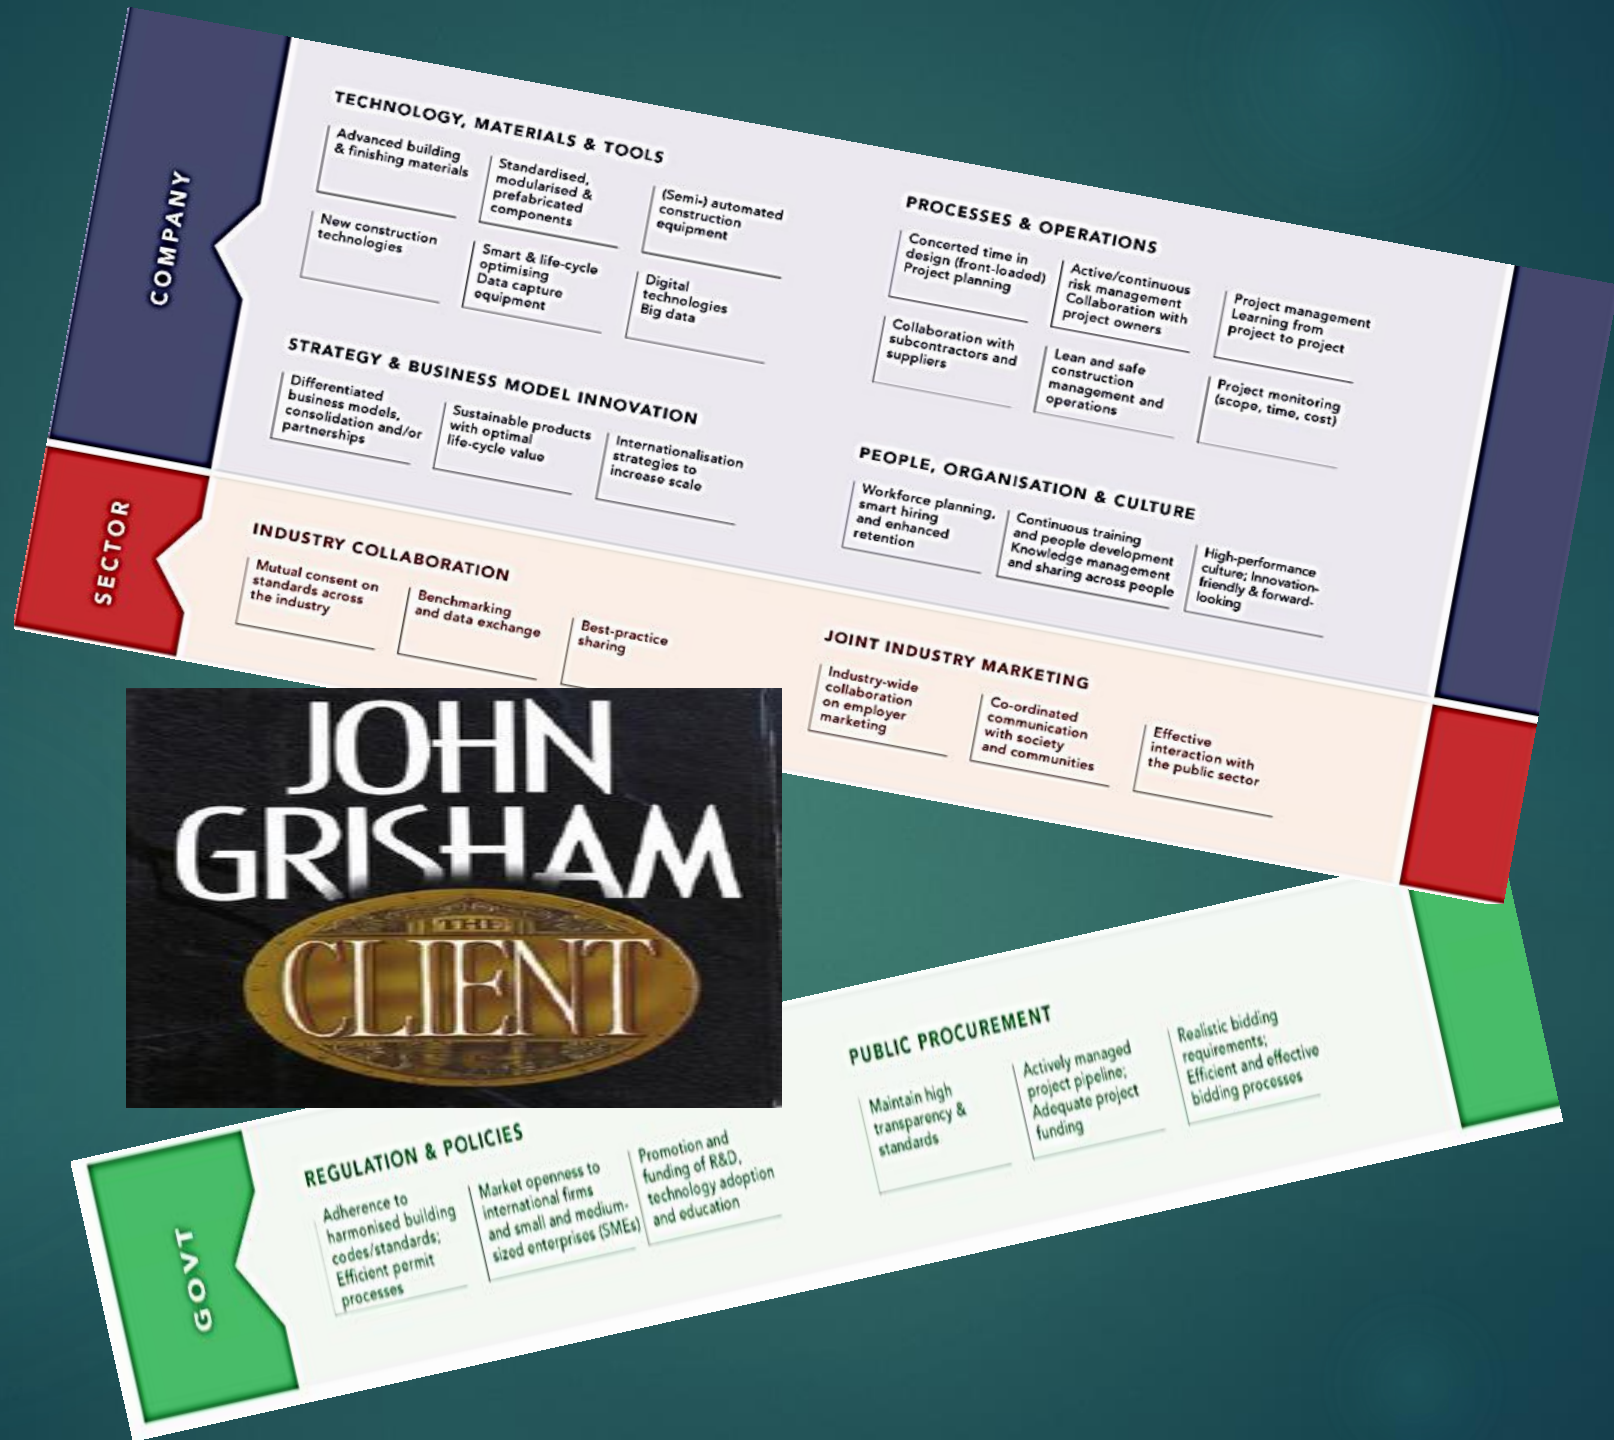 COMPANY
TECHNOLOGY, MATERIALS & TOOLS
Advanced building
& finishing materials
Standardised,
modularised &
prefabricated
components
(Semi-) automated
construction
equipment
New construction
technologies
Smart & life-cycle
optimising
Data capture
equipment
Digital
technologies
Big data
PROCESSES & OPERATIONS
Concerted time in
design (front-loaded)
Project planning
Active/continuous
risk management
Collaboration with
project owners
Project management
Learning from
project to project
Collaboration with
subcontractors and
suppliers
Lean and safe
construction
management and
operations
Project monitoring
(scope, time, cost)
STRATEGY & BUSINESS MODEL INNOVATION
Differentiated
business models,
consolidation and/or
partnerships
Sustainable products
with optimal
life-cycle value
Internationalisation
strategies to
increase scale
PEOPLE, ORGANISATION & CULTURE
Workforce planning,
smart hiring
and enhanced
retention
Continuous training
and people development
Knowledge management
and sharing across people
High-performance
culture; Innovation-
friendly & forward-
looking
SECTOR
INDUSTRY COLLABORATION
Mutual consent on
standards across
the industry
Benchmarking
and data exchange
Best-practice
sharing
JOINT INDUSTRY MARKETING
Industry-wide
collaboration
on employer
marketing
Co-ordinated
communication
with society
and communities
Effective
interaction with
the public sector
JOHN
GRISHAM
THE
CLIENT
GOVT
REGULATION & POLICIES
Adherence to
harmonised building
codes/standards;
Efficient permit
processes
Market openness to
international firms
and small and medium-
sized enterprises (SMEs)
Promotion and
funding of R&D,
technology adoption
and education
PUBLIC PROCUREMENT
Maintain high
transparency &
standards
Actively managed
project pipeline;
Adequate project
funding
Realistic bidding
requirements;
Efficient and effective
bidding processes